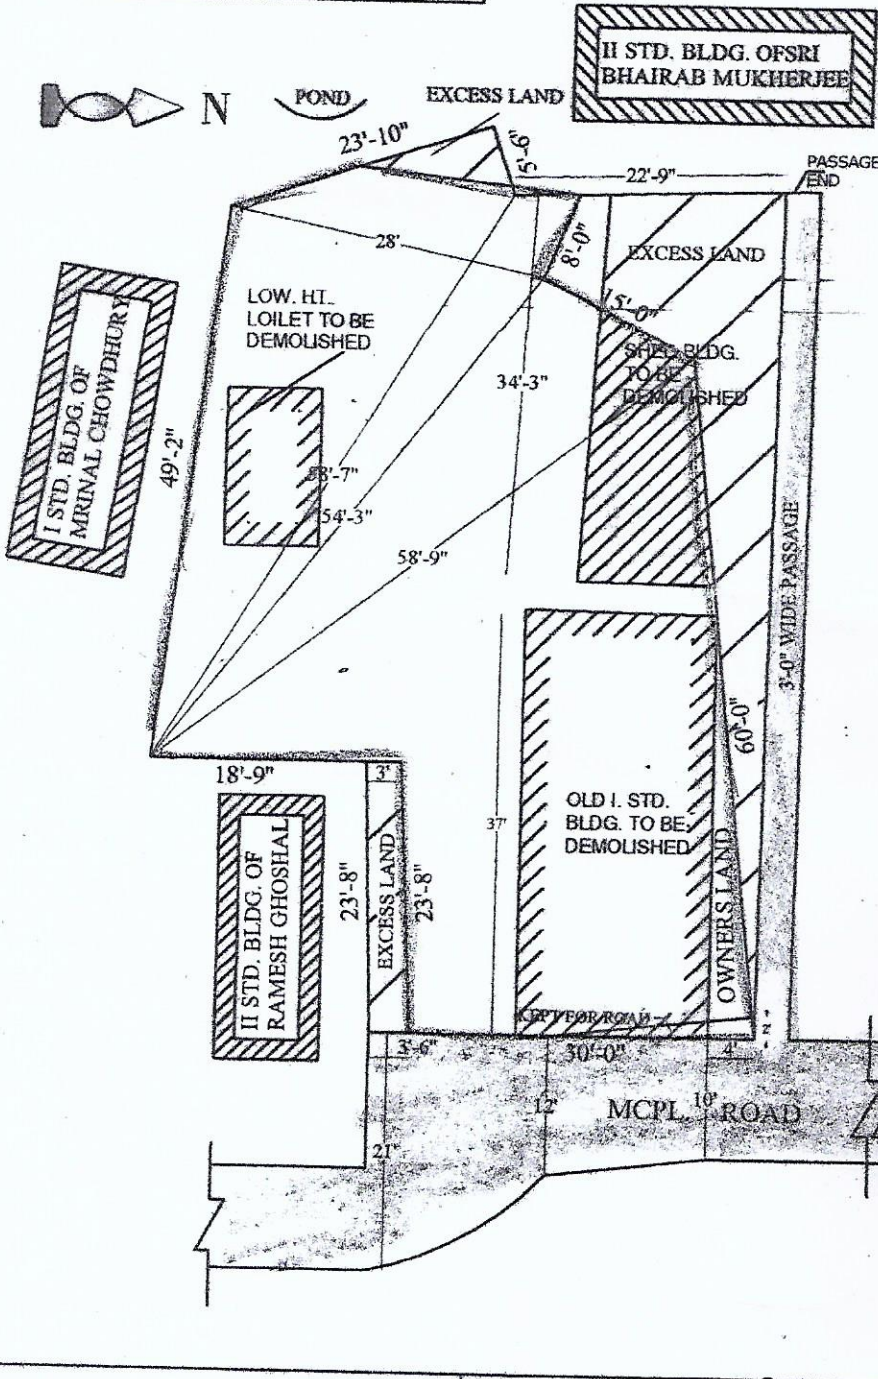 II STD. BLDG. OFSRI
BHAIRAB MUKHERJEE
N
POND
EXCESS LAND
23'-10"
5'-6"
22'-9"
PASSAGE
END
28'
8'-0"
EXCESS LAND
LOW. HT.
LOILET TO BE
DEMOLISHED
15'-0"
SHED BLDG.
TO BE
DEMOLISHED
34'-3"
I STD. BLDG. OF
MRINAL CHOWDHURY
49'-2"
54'-3"
58'-9"
3'-0" WIDE PASSAGE
60'-0"
18'-9"
3'
OLD I. STD.
BLDG. TO BE
DEMOLISHED
37'
II STD. BLDG. OF
RAMESH GHOSHAL
23'-8"
EXCESS LAND
23'-8"
OWNERS LAND
KEPT FOR ROAD
3'-6"
30'-0"
4'
12'
MCPL. ROAD
10'
21'